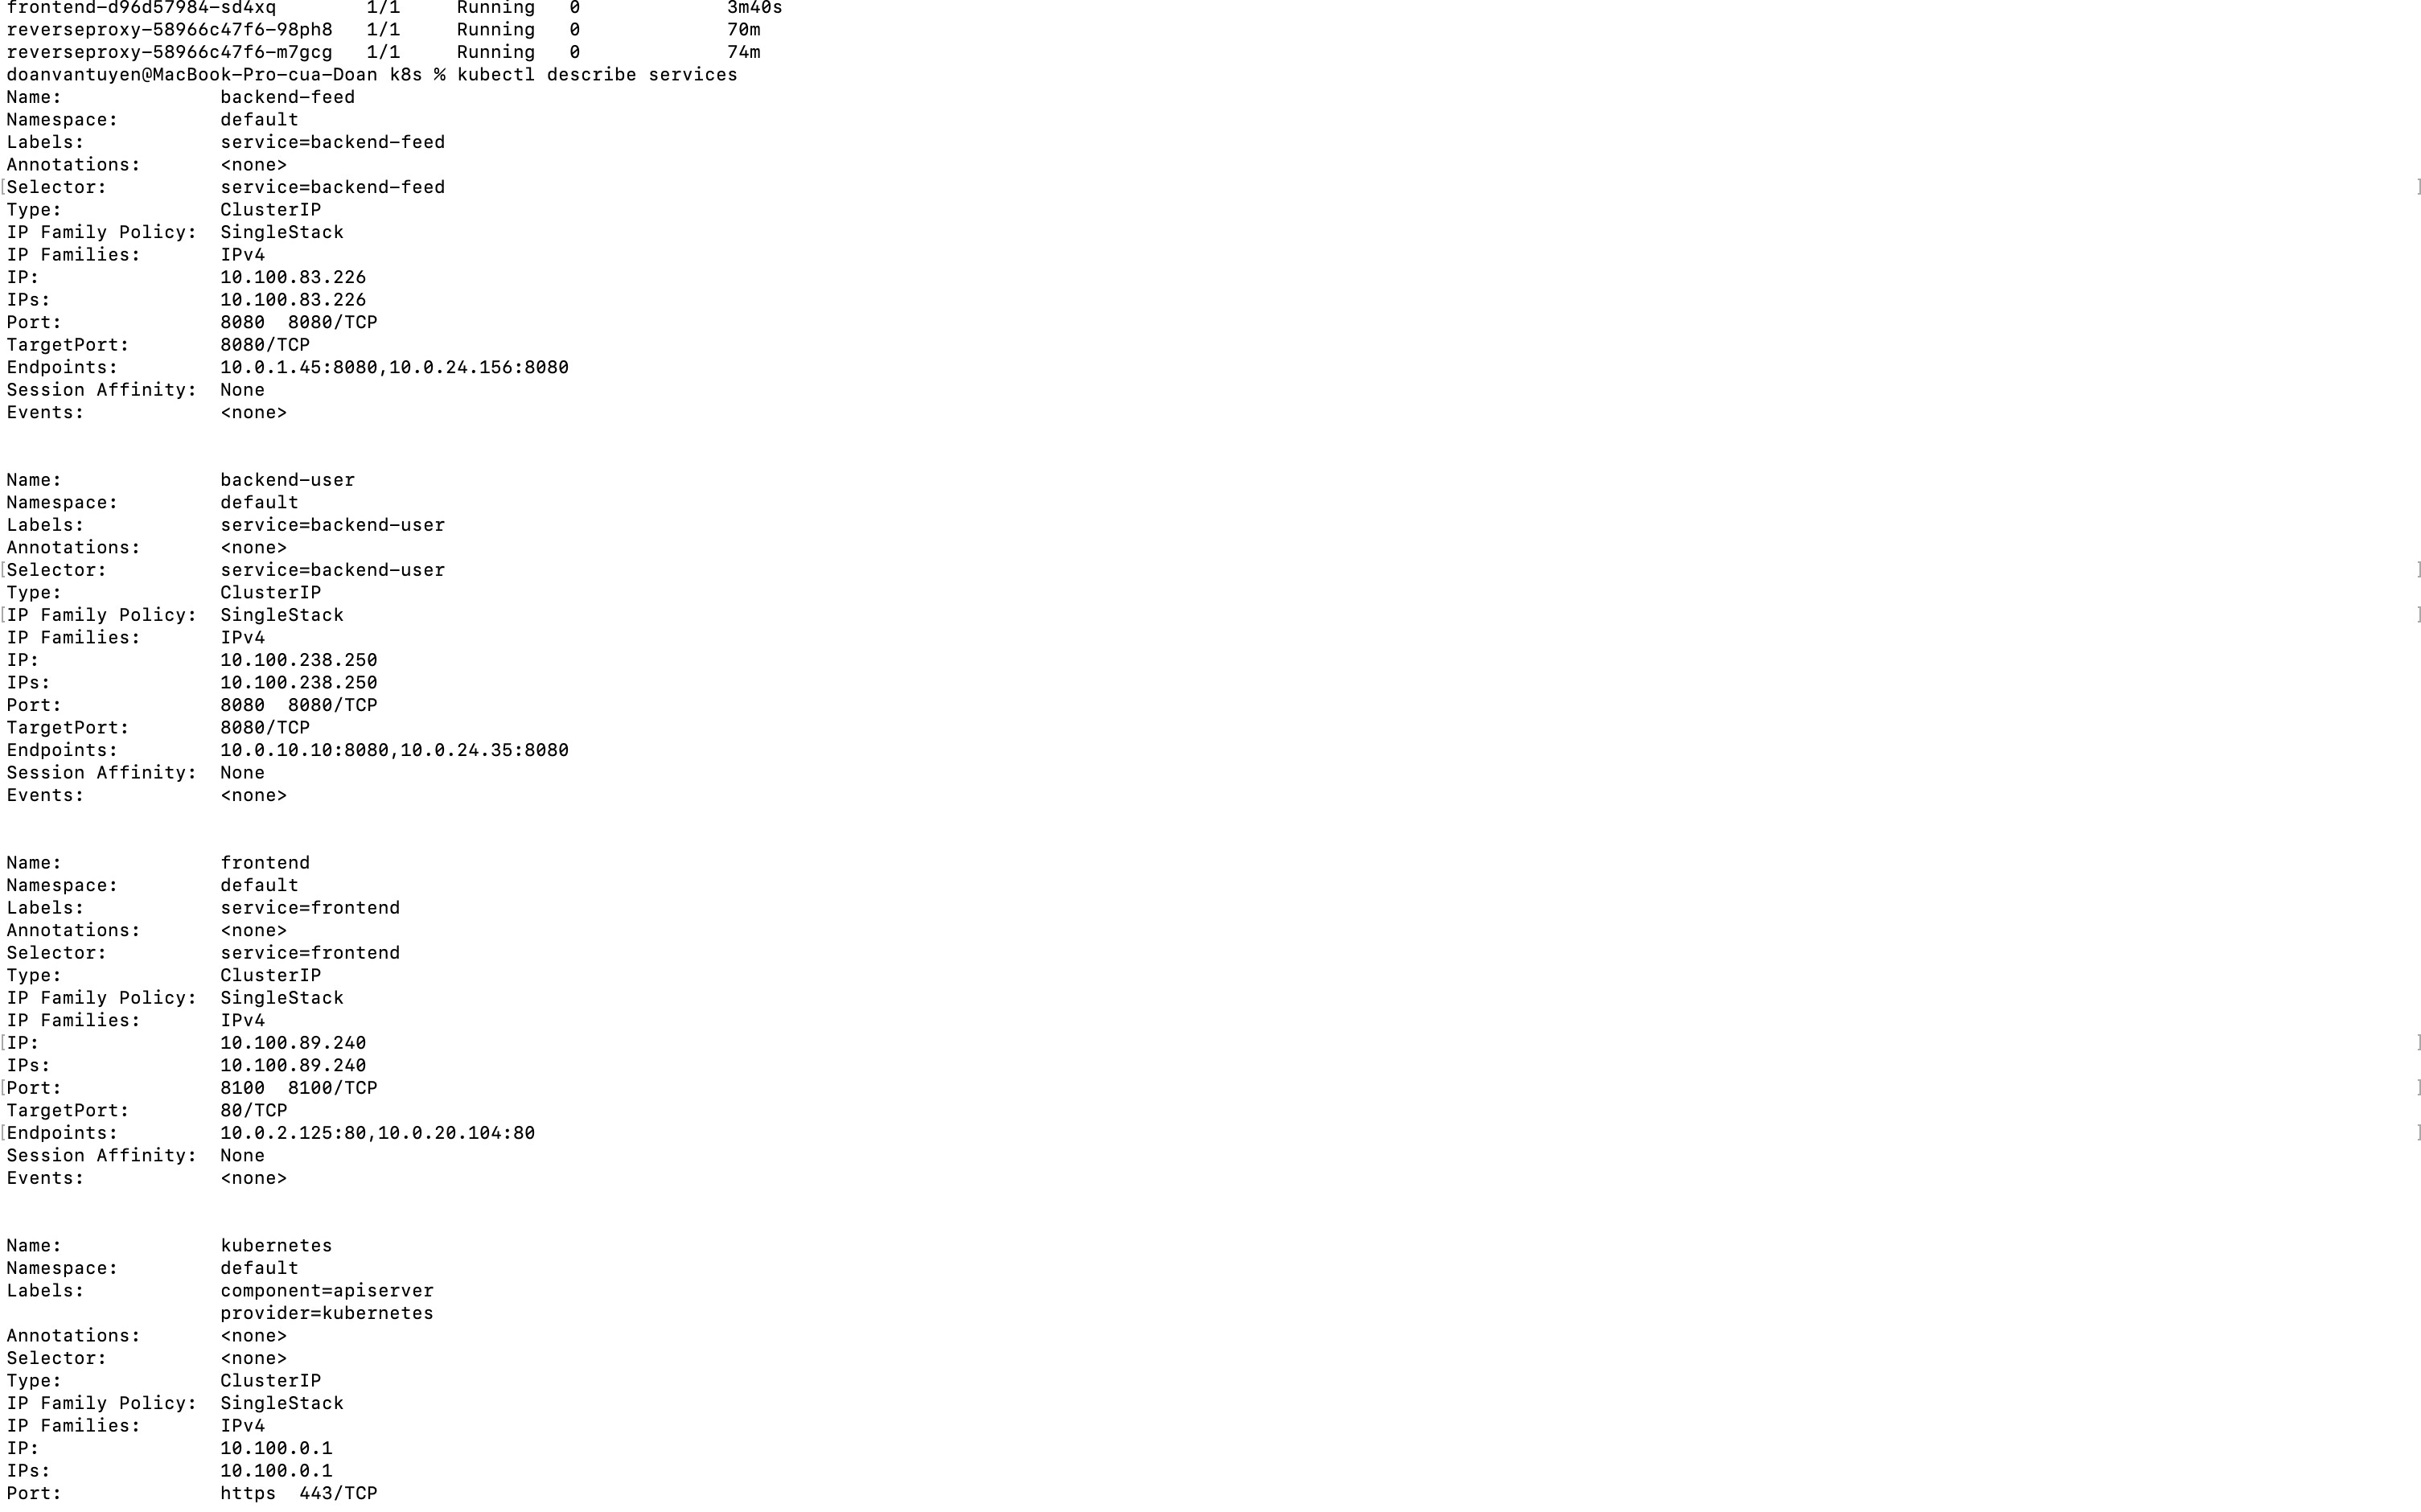 frontend-d96d57984-sd4xq        1/1     Running   0             3m40s
reverseproxy-58966c47f6-98ph8   1/1     Running   0             70m
reverseproxy-58966c47f6-m7gcg   1/1     Running   0             74m
doanvantuyen@MacBook-Pro-cua-Doan k8s % kubectl describe services
Name:              backend-feed
Namespace:         default
Labels:            service=backend-feed
Annotations:       <none>
[Selector:          service=backend-feed ]
Type:              ClusterIP
IP Family Policy:  SingleStack
IP Families:       IPv4
IP:                10.100.83.226
IPs:               10.100.83.226
Port:              8080  8080/TCP
TargetPort:        8080/TCP
Endpoints:         10.0.1.45:8080,10.0.24.156:8080
Session Affinity:  None
Events:            <none>
Name:              backend-user
Namespace:         default
Labels:            service=backend-user
Annotations:       <none>
[Selector:          service=backend-user ]
Type:              ClusterIP
[IP Family Policy:  SingleStack ]
IP Families:       IPv4
IP:                10.100.238.250
IPs:               10.100.238.250
Port:              8080  8080/TCP
TargetPort:        8080/TCP
Endpoints:         10.0.10.10:8080,10.0.24.35:8080
Session Affinity:  None
Events:            <none>
Name:              frontend
Namespace:         default
Labels:            service=frontend
Annotations:       <none>
Selector:          service=frontend
Type:              ClusterIP
IP Family Policy:  SingleStack
IP Families:       IPv4
[IP:                10.100.89.240 ]
IPs:               10.100.89.240
[Port:              8100  8100/TCP ]
TargetPort:        80/TCP
[Endpoints:         10.0.2.125:80,10.0.20.104:80 ]
Session Affinity:  None
Events:            <none>
Name:              kubernetes
Namespace:         default
Labels:            component=apiserver
                   provider=kubernetes
Annotations:       <none>
Selector:          <none>
Type:              ClusterIP
IP Family Policy:  SingleStack
IP Families:       IPv4
IP:                10.100.0.1
IPs:               10.100.0.1
Port:              https  443/TCP